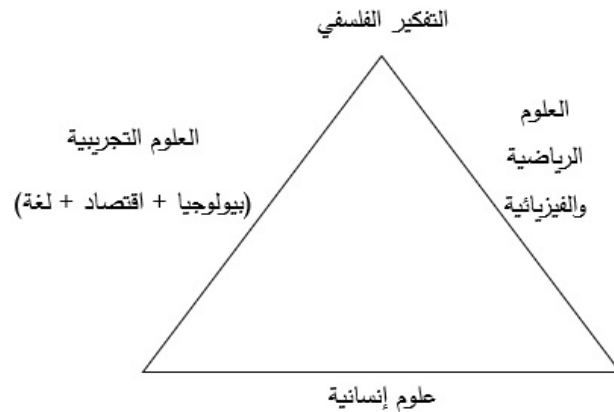 التفكير الفلسفي
العلوم
الرياضية
والفيزيائية
العلوم التجريبية
(بيولوجيا + اقتصاد + لغة)
علوم إنسانية